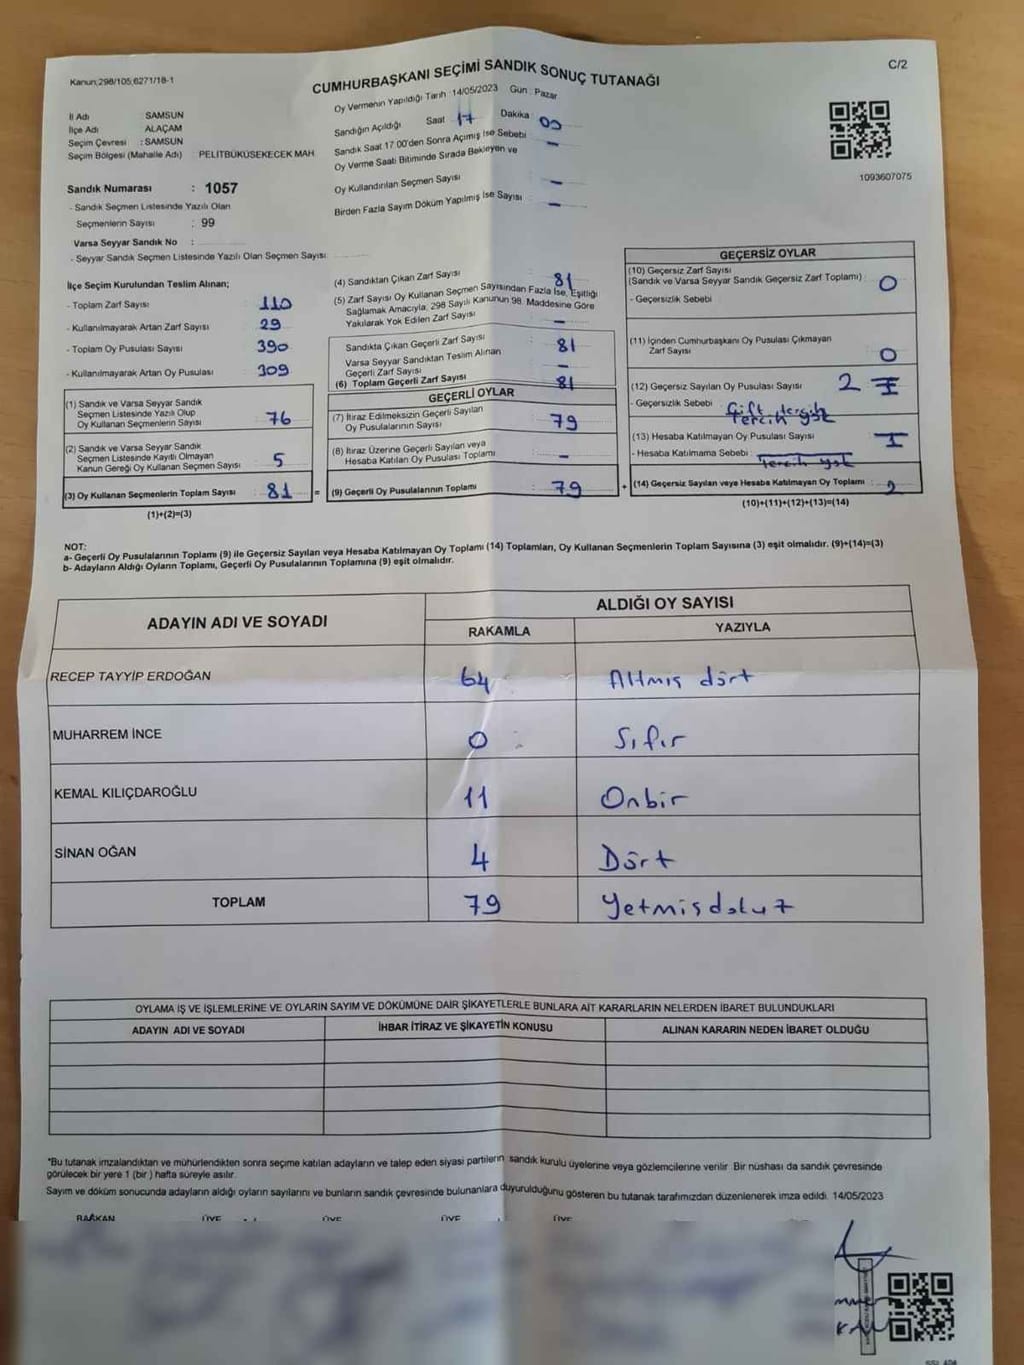 Kanun;298/105;6271/18-1
CUMHURBAŞKANI SEÇİMİ SANDIK SONUÇ TUTANAĞI
C/2
Oy Vermenin Yapıldığı Tarih 14/05/2023 Gün : Pazar
İl Adı SAMSUN
İlçe Adı ALAÇAM
Seçim Çevresi : SAMSUN
Seçim Bölgesi (Mahalle Adı) PELITBÜKÜSEKECEK MAH
Sandık Numarası : 1057
- Sandık Seçmen Listesinde Yazılı Olan
Seçmenlerin Sayısı : 99
Varsa Seyyar Sandık No :
- Seyyar Sandık Seçmen Listesinde Yazılı Olan Seçmen Sayısı:
Sandığın Açıldığı Saat 17 Dakika : 00
Sandık Saat 17.00'den Sonra Açımış İse Sebebi –
Oy Verme Saati Bitiminde Sırada Bekleyen ve
Oy Kullandırılan Seçmen Sayısı –
Birden Fazla Sayım Döküm Yapılmış İse Sayısı –
1093607075
İlçe Seçim Kurulundan Teslim Alınan;
- Toplam Zarf Sayısı : 110
- Kullanılmayarak Artan Zarf Sayısı : 29
- Toplam Oy Pusulası Sayısı : 390
- Kullanılmayarak Artan Oy Pusulası : 309
(1) Sandık ve Varsa Seyyar Sandık
Seçmen Listesinde Yazılı Olup
Oy Kullanan Seçmenlerin Sayısı : 76
(2) Sandık ve Varsa Seyyar Sandık
Seçmen Listesinde Kayıtlı Olmayan
Kanun Gereği Oy Kullanan Seçmen Sayısı : 5
(3) Oy Kullanan Seçmenlerin Toplam Sayısı : 81
(1)+(2)=(3)
(4) Sandıktan Çıkan Zarf Sayısı 81
(5) Zarf Sayısı Oy Kullanan Seçmen Sayısından Fazla İse, Eşitliği
Sağlamak Amacıyla, 298 Sayılı Kanunun 98. Maddesine Göre
Yakılarak Yok Edilen Zarf Sayısı –
Sandıkta Çıkan Geçerli Zarf Sayısı : 81
Varsa Seyyar Sandıktan Teslim Alınan
Geçerli Zarf Sayısı : –
(6) Toplam Geçerli Zarf Sayısı : 81
GEÇERLİ OYLAR
(7) İtiraz Edilmeksizin Geçerli Sayılan
Oy Pusulalarının Sayısı : 79
(8) İtiraz Üzerine Geçerli Sayılan veya
Hesaba Katılan Oy Pusulası Toplamı : –
= (9) Geçerli Oy Pusulalarının Toplamı : 79
GEÇERSİZ OYLAR
(10) Geçersiz Zarf Sayısı
(Sandık ve Varsa Seyyar Sandık Geçersiz Zarf Toplamı) : 0
- Geçersizlik Sebebi
(11) İçinden Cumhurbaşkanı Oy Pusulası Çıkmayan
Zarf Sayısı 0
(12) Geçersiz Sayılan Oy Pusulası Sayısı : 2
- Geçersizlik Sebebi : Çift tercih
Tercih yok
(13) Hesaba Katılmayan Oy Pusulası Sayısı : 1
- Hesaba Katılmama Sebebi : Tercih yok
+ (14) Geçersiz Sayılan veya Hesaba Katılmayan Oy Toplamı : 2
(10)+(11)+(12)+(13)=(14)
NOT:
a- Geçerli Oy Pusulalarının Toplamı (9) ile Geçersiz Sayılan veya Hesaba Katılmayan Oy Toplamı (14) Toplamları, Oy Kullanan Seçmenlerin Toplam Sayısına (3) eşit olmalıdır. (9)+(14)=(3)
b- Adayların Aldığı Oyların Toplamı, Geçerli Oy Pusulalarının Toplamına (9) eşit olmalıdır.
ADAYIN ADI VE SOYADI
ALDIĞI OY SAYISI
RAKAMLA YAZIYLA
RECEP TAYYİP ERDOĞAN 64 Altmış dört
MUHARREM İNCE 0 Sıfır
KEMAL KILIÇDAROĞLU 11 Onbir
SİNAN OĞAN 4 Dört
TOPLAM 79 Yetmişdokuz
OYLAMA İŞ VE İŞLEMLERİNE VE OYLARIN SAYIM VE DÖKÜMÜNE DAİR ŞİKAYETLERLE BUNLARA AİT KARARLARIN NELERDEN İBARET BULUNDUKLARI
ADAYIN ADI VE SOYADI İHBAR İTİRAZ VE ŞİKAYETİN KONUSU ALINAN KARARIN NEDEN İBARET OLDUĞU
*Bu tutanak imzalandıktan ve mühürlendikten sonra seçime katılan adayların ve talep eden siyasi partilerin sandık kurulu üyelerine veya gözlemcilerine verilir. Bir nüshası da sandık çevresinde
görülecek bir yere 1 (bir ) hafta süreyle asılır.
Sayım ve döküm sonucunda adayların aldığı oyların sayılarını ve bunların sandık çevresinde bulunanlara duyurulduğunu gösteren bu tutanak tarafımızdan düzenlenerek imza edildi. 14/05/2023
BAŞKAN ÜYE ÜYE ÜYE ÜYE